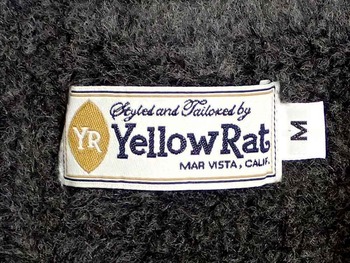 Styled and Tailored by
YR
YellowRat
MAR VISTA, CALIF.
M